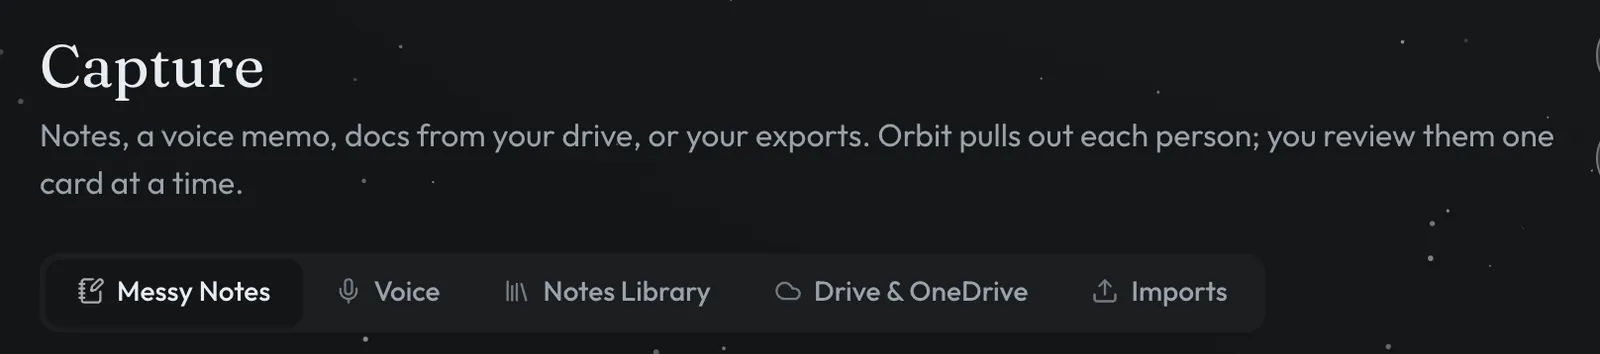 Capture
Notes, a voice memo, docs from your drive, or your exports. Orbit pulls out each person; you review them one
card at a time.
Messy Notes Voice Notes Library Drive & OneDrive Imports